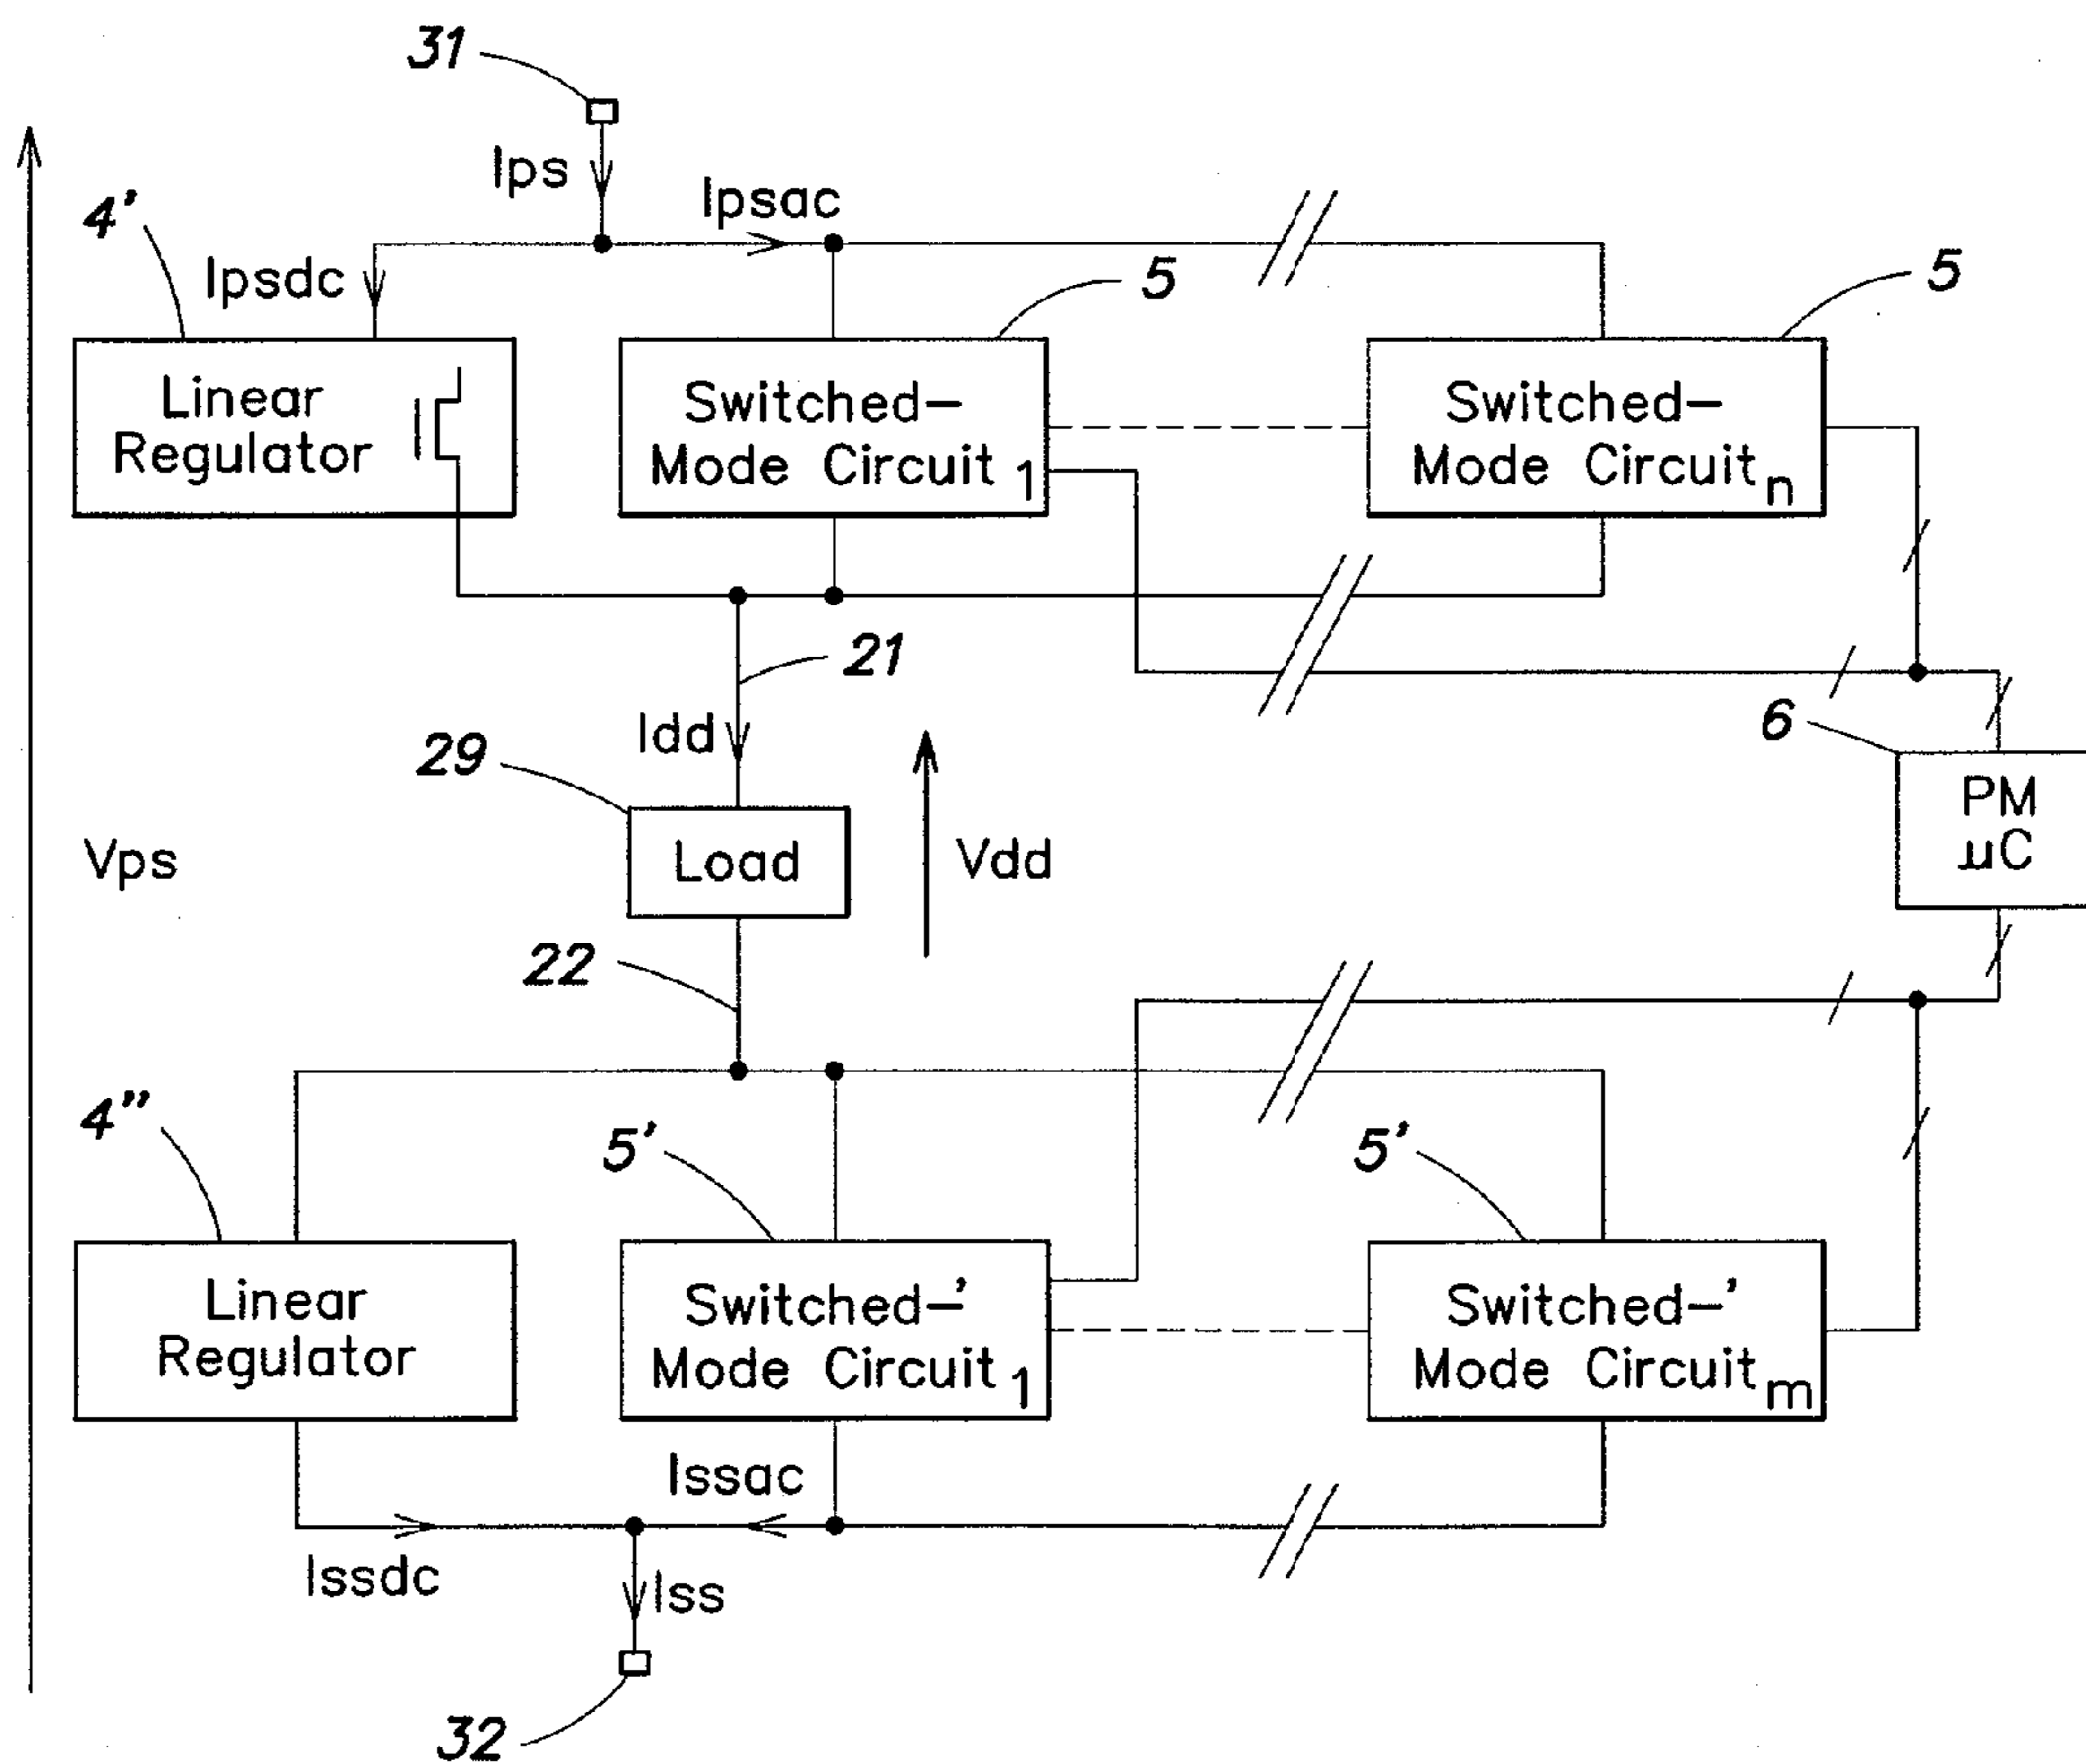 31
Ips
Ipsac
4'
Ipsdc
5
5
Linear
Regulator
Switched-
Mode Circuit 1
Switched-
Mode Circuit n
21
Idd
29
6
Load
Vdd
Vps
PM
µC
22
4"
5'
5'
Linear
Regulator
Switched-'
Mode Circuit 1
Switched-'
Mode Circuit m
Issac
Issdc
Iss
32